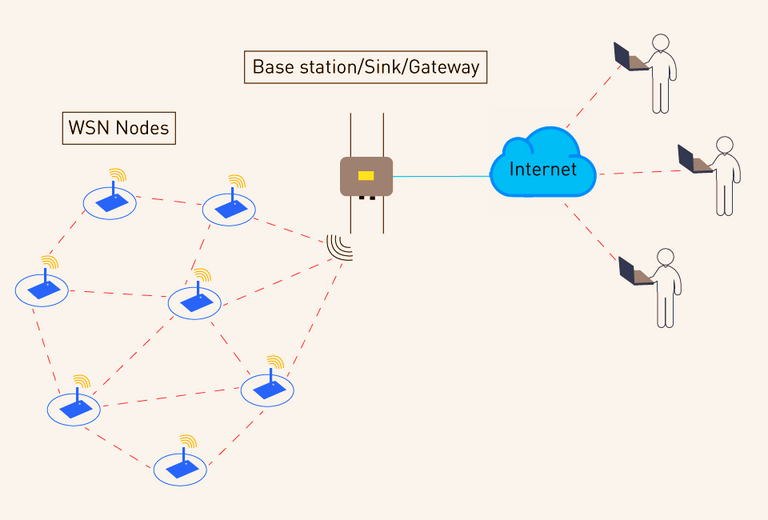 Base station/Sink/Gateway
WSN Nodes
Internet